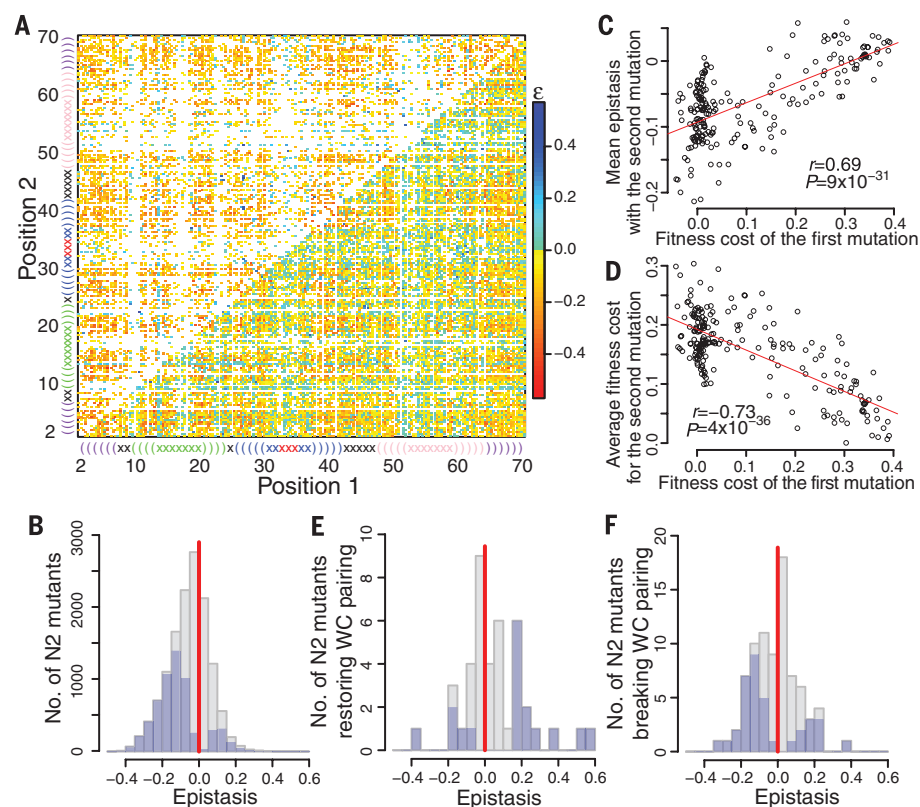 A
70
60
50
40
30
20
10
2
Position 2
2 10 20 30 40 50 60 70
Position 1
ε
0.4
0.2
0.0
−0.2
−0.4
C
Mean epistasis
with the second mutation
0
−0.1
−0.2
r=0.69
P=9x10⁻³¹
0.0 0.1 0.2 0.3 0.4
Fitness cost of the first mutation
D
Average fitness cost
for the second mutation
0.3
0.2
0.1
0.0
r=−0.73
P=4x10⁻³⁶
0.0 0.1 0.2 0.3 0.4
Fitness cost of the first mutation
B
No. of N2 mutants
3000
2000
1000
0
−0.4 −0.2 0.0 0.2 0.4 0.6
Epistasis
E
No. of N2 mutants
restoring WC pairing
10
8
6
4
2
0
−0.4 −0.2 0.0 0.2 0.4 0.6
Epistasis
F
No. of N2 mutants
breaking WC pairing
20
15
10
5
0
−0.4 −0.2 0.0 0.2 0.4 0.6
Epistasis